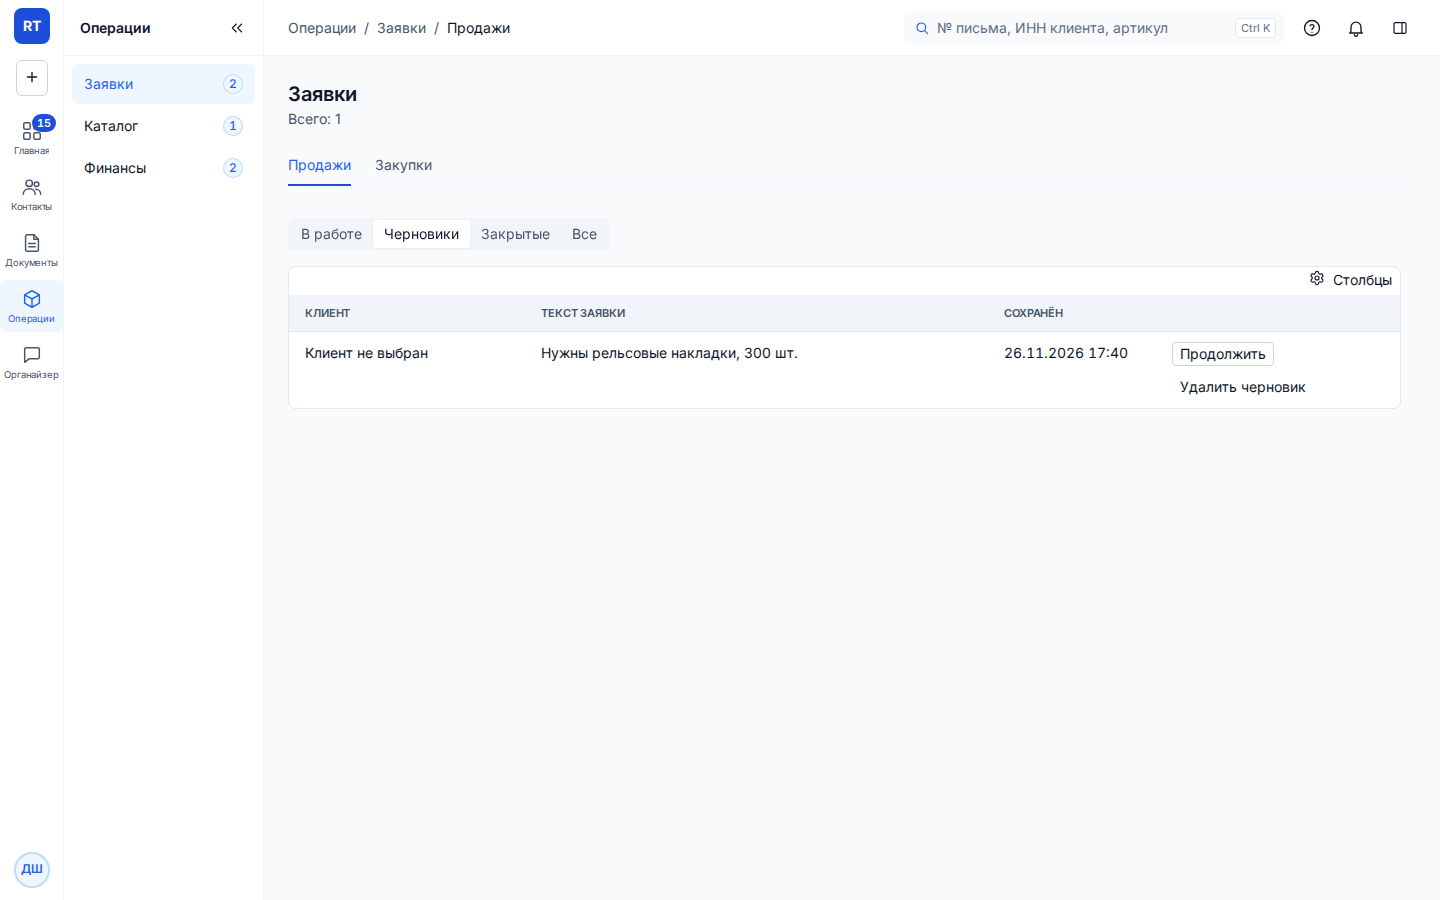 RT
15
Главная
Контакты
Документы
Операции
Органайзер
ДШ
Операции
Заявки 2
Каталог 1
Финансы 2
Операции / Заявки / Продажи
№ письма, ИНН клиента, артикул Ctrl K
Заявки
Всего: 1
Продажи Закупки
В работе Черновики Закрытые Все
Столбцы
КЛИЕНТ ТЕКСТ ЗАЯВКИ СОХРАНЁН
Клиент не выбран Нужны рельсовые накладки, 300 шт. 26.11.2026 17:40 Продолжить
Удалить черновик